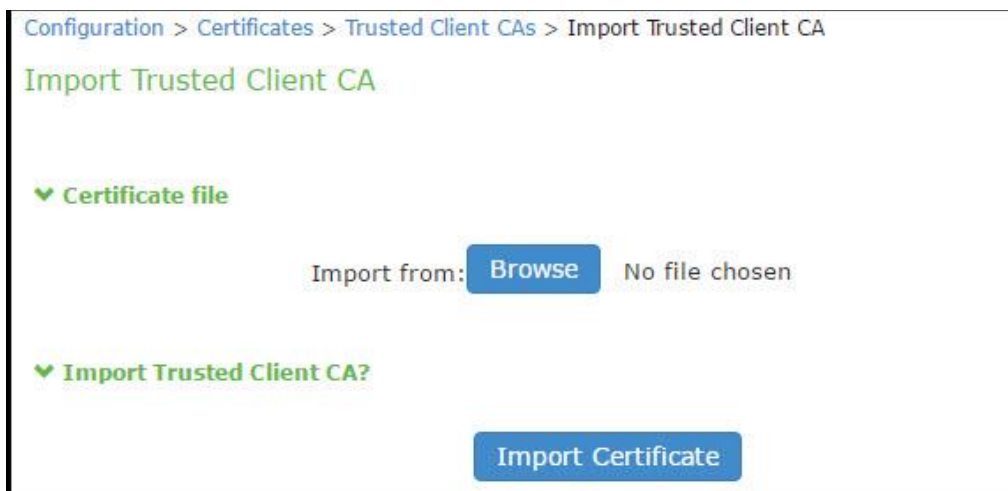 Configuration > Certificates > Trusted Client CAs > Import Trusted Client CA
Import Trusted Client CA
Certificate file
Import from: Browse No file chosen
Import Trusted Client CA?
Import Certificate